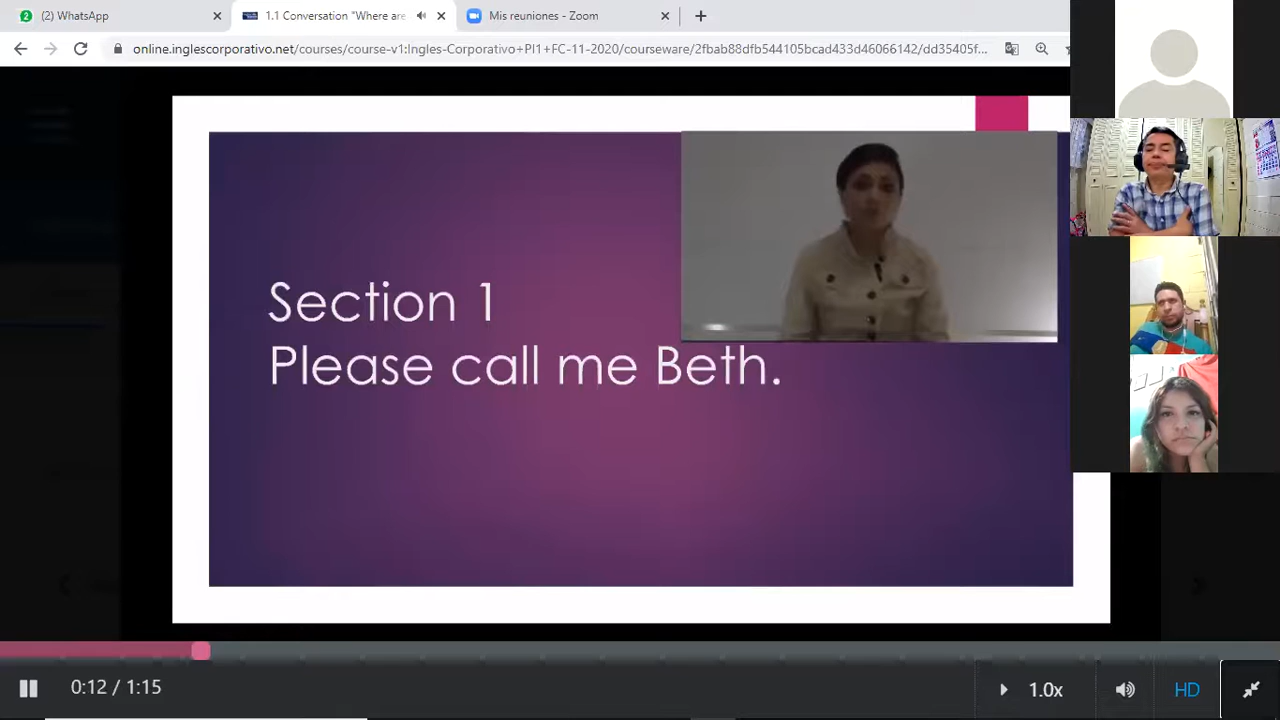 (2) WhatsApp
1.1 Conversation "Where are
Mis reuniones - Zoom
online.inglescorporativo.net/courses/course-v1:Ingles-Corporativo+PI1+FC-11-2020/courseware/2fbab88dfb544105bcad433d46066142/dd35405f...
Section 1
Please call me Beth.
0:12 / 1:15
1.0x
HD